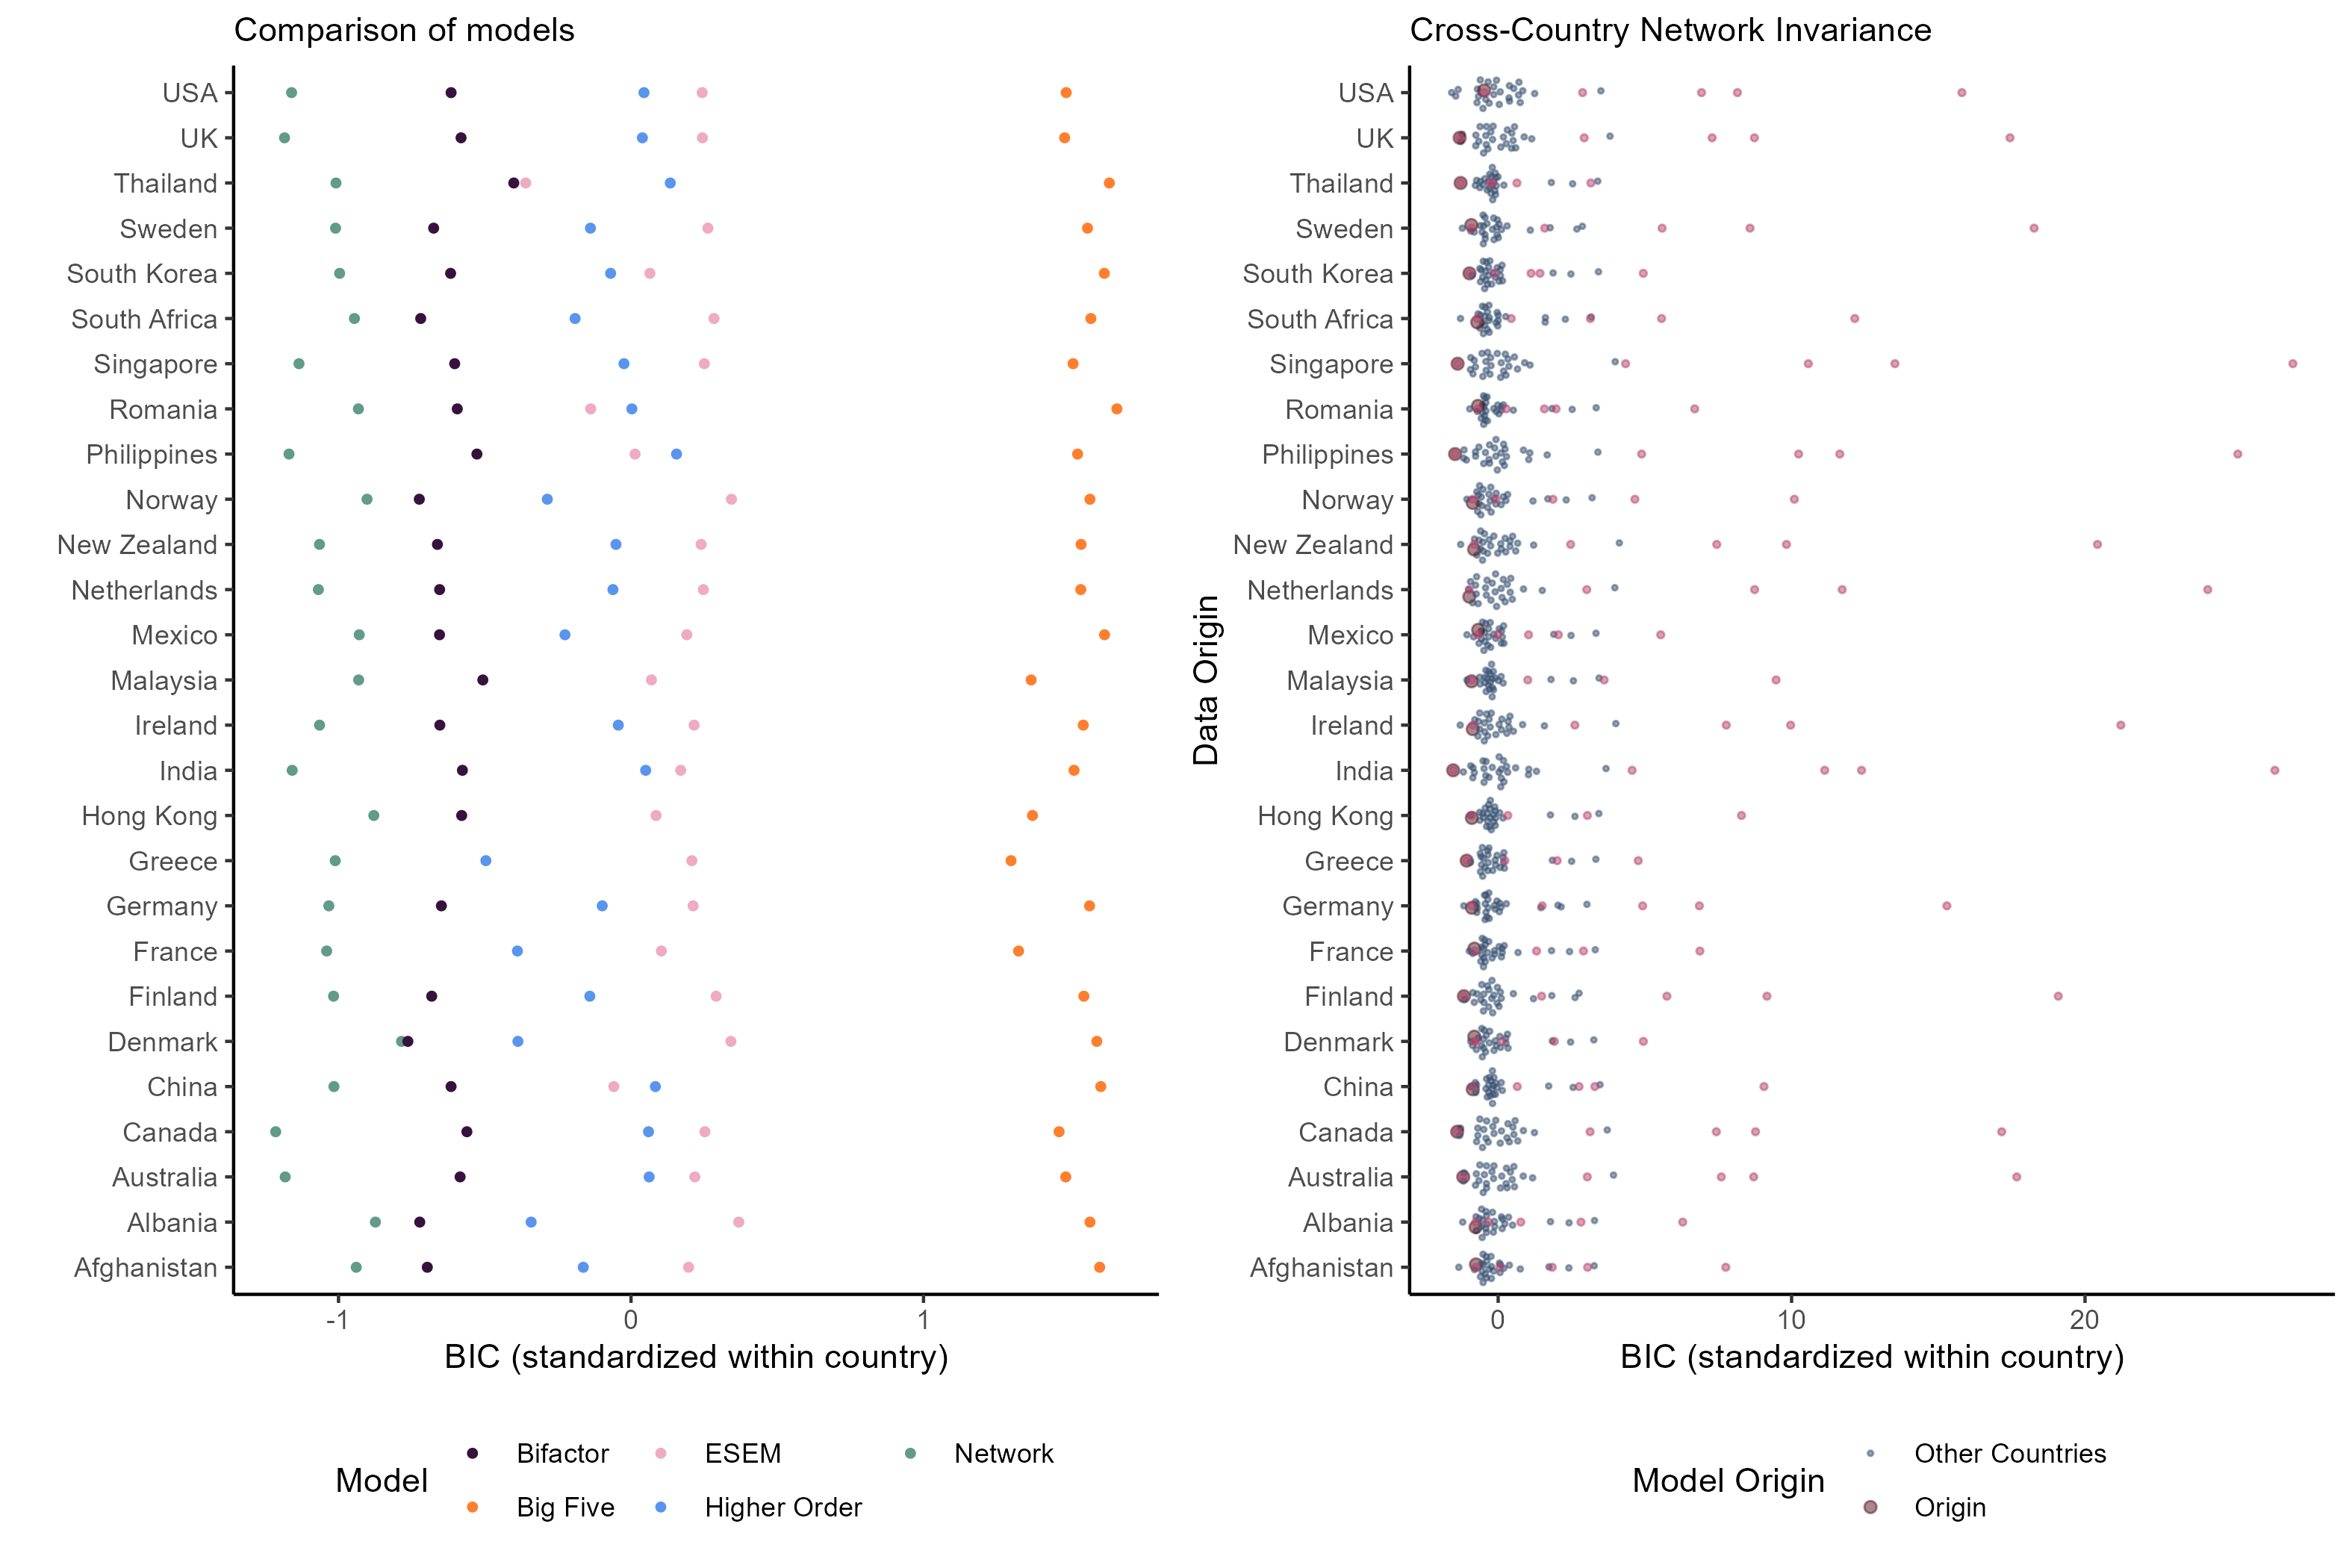 Comparison of models
USA
UK
Thailand
Sweden
South Korea
South Africa
Singapore
Romania
Philippines
Norway
New Zealand
Netherlands
Mexico
Malaysia
Ireland
India
Hong Kong
Greece
Germany
France
Finland
Denmark
China
Canada
Australia
Albania
Afghanistan
-1 0 1
BIC (standardized within country)
Model
Bifactor ESEM Network
Big Five Higher Order
Cross-Country Network Invariance
Data Origin
USA
UK
Thailand
Sweden
South Korea
South Africa
Singapore
Romania
Philippines
Norway
New Zealand
Netherlands
Mexico
Malaysia
Ireland
India
Hong Kong
Greece
Germany
France
Finland
Denmark
China
Canada
Australia
Albania
Afghanistan
0 10 20
BIC (standardized within country)
Model Origin
Other Countries
Origin